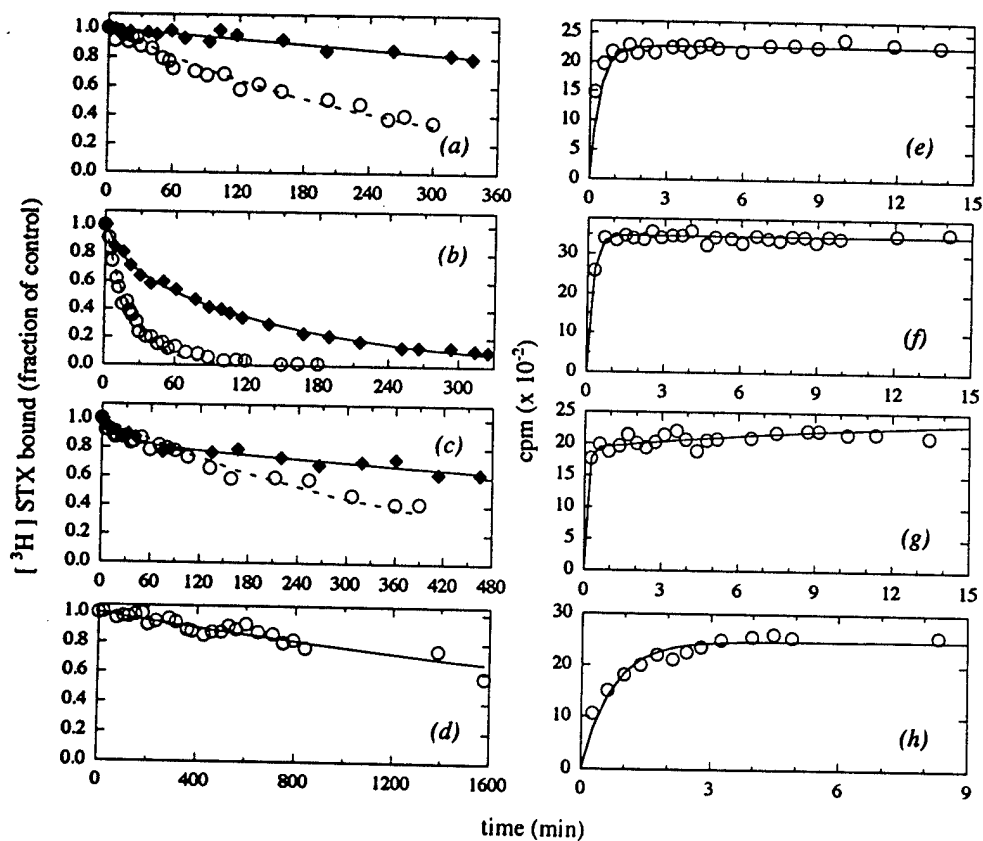 [ ³H ] STX bound (fraction of control)
1.0
0.8
0.6
0.4
0.2
0.0
0 60 120 180 240 300 360
(a)
1.0
0.8
0.6
0.4
0.2
0.0
0 60 120 180 240 300
(b)
1.0
0.8
0.6
0.4
0.2
0.0
0 60 120 180 240 300 360 420 480
(c)
1.0
0.8
0.6
0.4
0.2
0.0
0 400 800 1200 1600
(d)
cpm (x 10⁻²)
25
20
15
10
5
0
0 3 6 9 12 15
(e)
30
20
10
0
0 3 6 9 12 15
(f)
25
20
15
10
5
0
0 3 6 9 12 15
(g)
30
20
10
0
0 3 6 9
(h)
time (min)